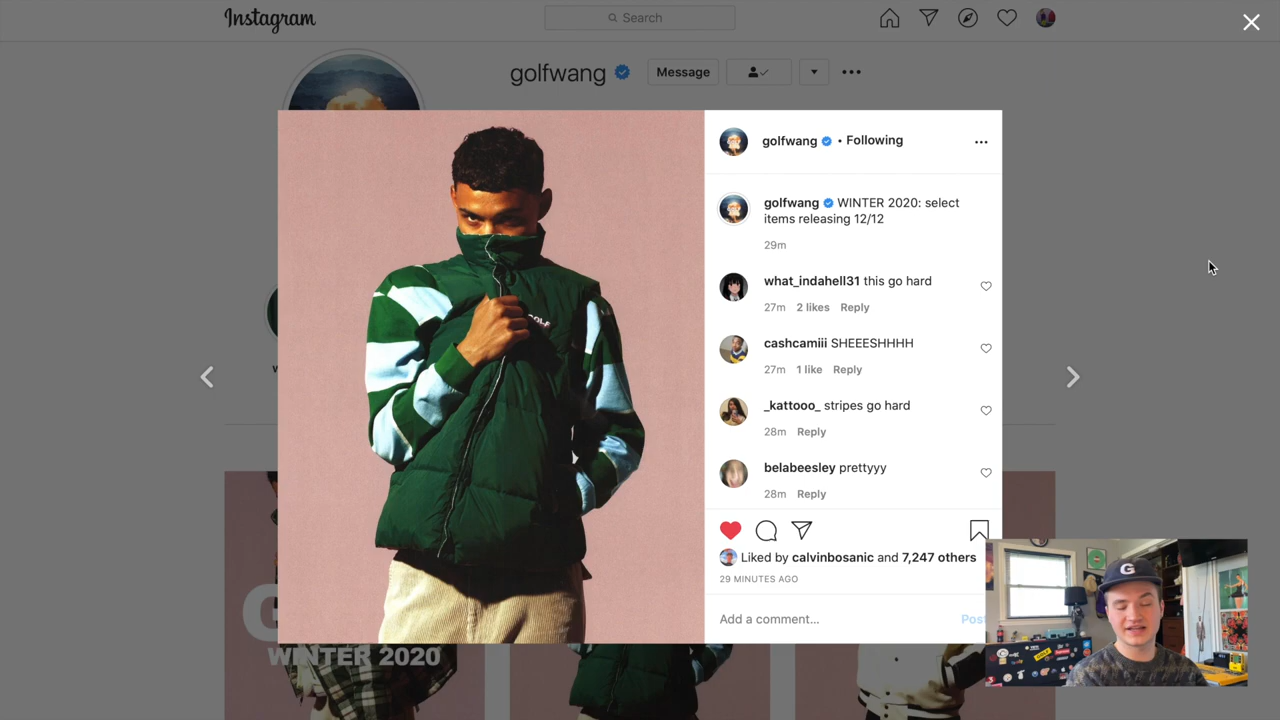 Instagram
Search
golfwang
Message
golfwang • Following
golfwang WINTER 2020: select
items releasing 12/12
29m
what_indahell31 this go hard
27m 2 likes Reply
cashcamiii SHEEESHHHH
27m 1 like Reply
_kattooo_ stripes go hard
28m Reply
belabeesley prettyyy
28m Reply
Liked by calvinbosanic and 7,247 others
29 MINUTES AGO
Add a comment...
Post
GOLF
G
WINTER 2020
G